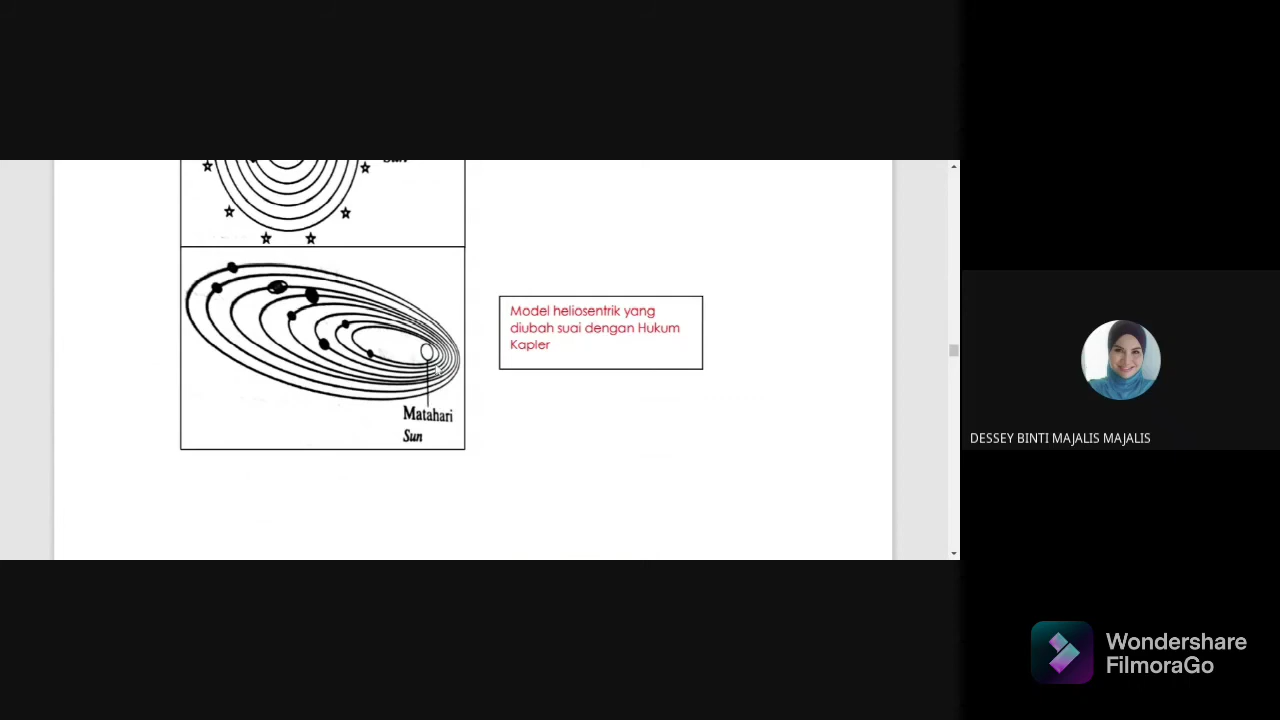 Model heliosentrik yang
diubah suai dengan Hukum
Kapler
Matahari
Sun
DESSEY BINTI MAJALIS MAJALIS
Wondershare
FilmoraGo